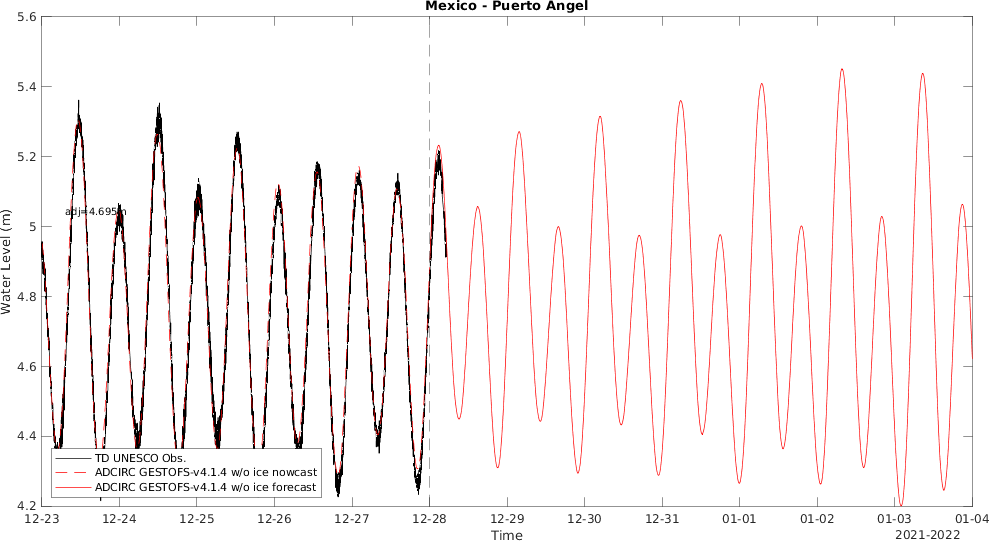 Mexico - Puerto Angel
5.6
5.4
5.2
5
4.8
4.6
4.4
4.2
Water Level (m)
adj=4.695m
TD UNESCO Obs.
ADCIRC GESTOFS-v4.1.4 w/o ice nowcast
ADCIRC GESTOFS-v4.1.4 w/o ice forecast
12-23 12-24 12-25 12-26 12-27 12-28 12-29 12-30 12-31 01-01 01-02 01-03 01-04
Time
2021-2022